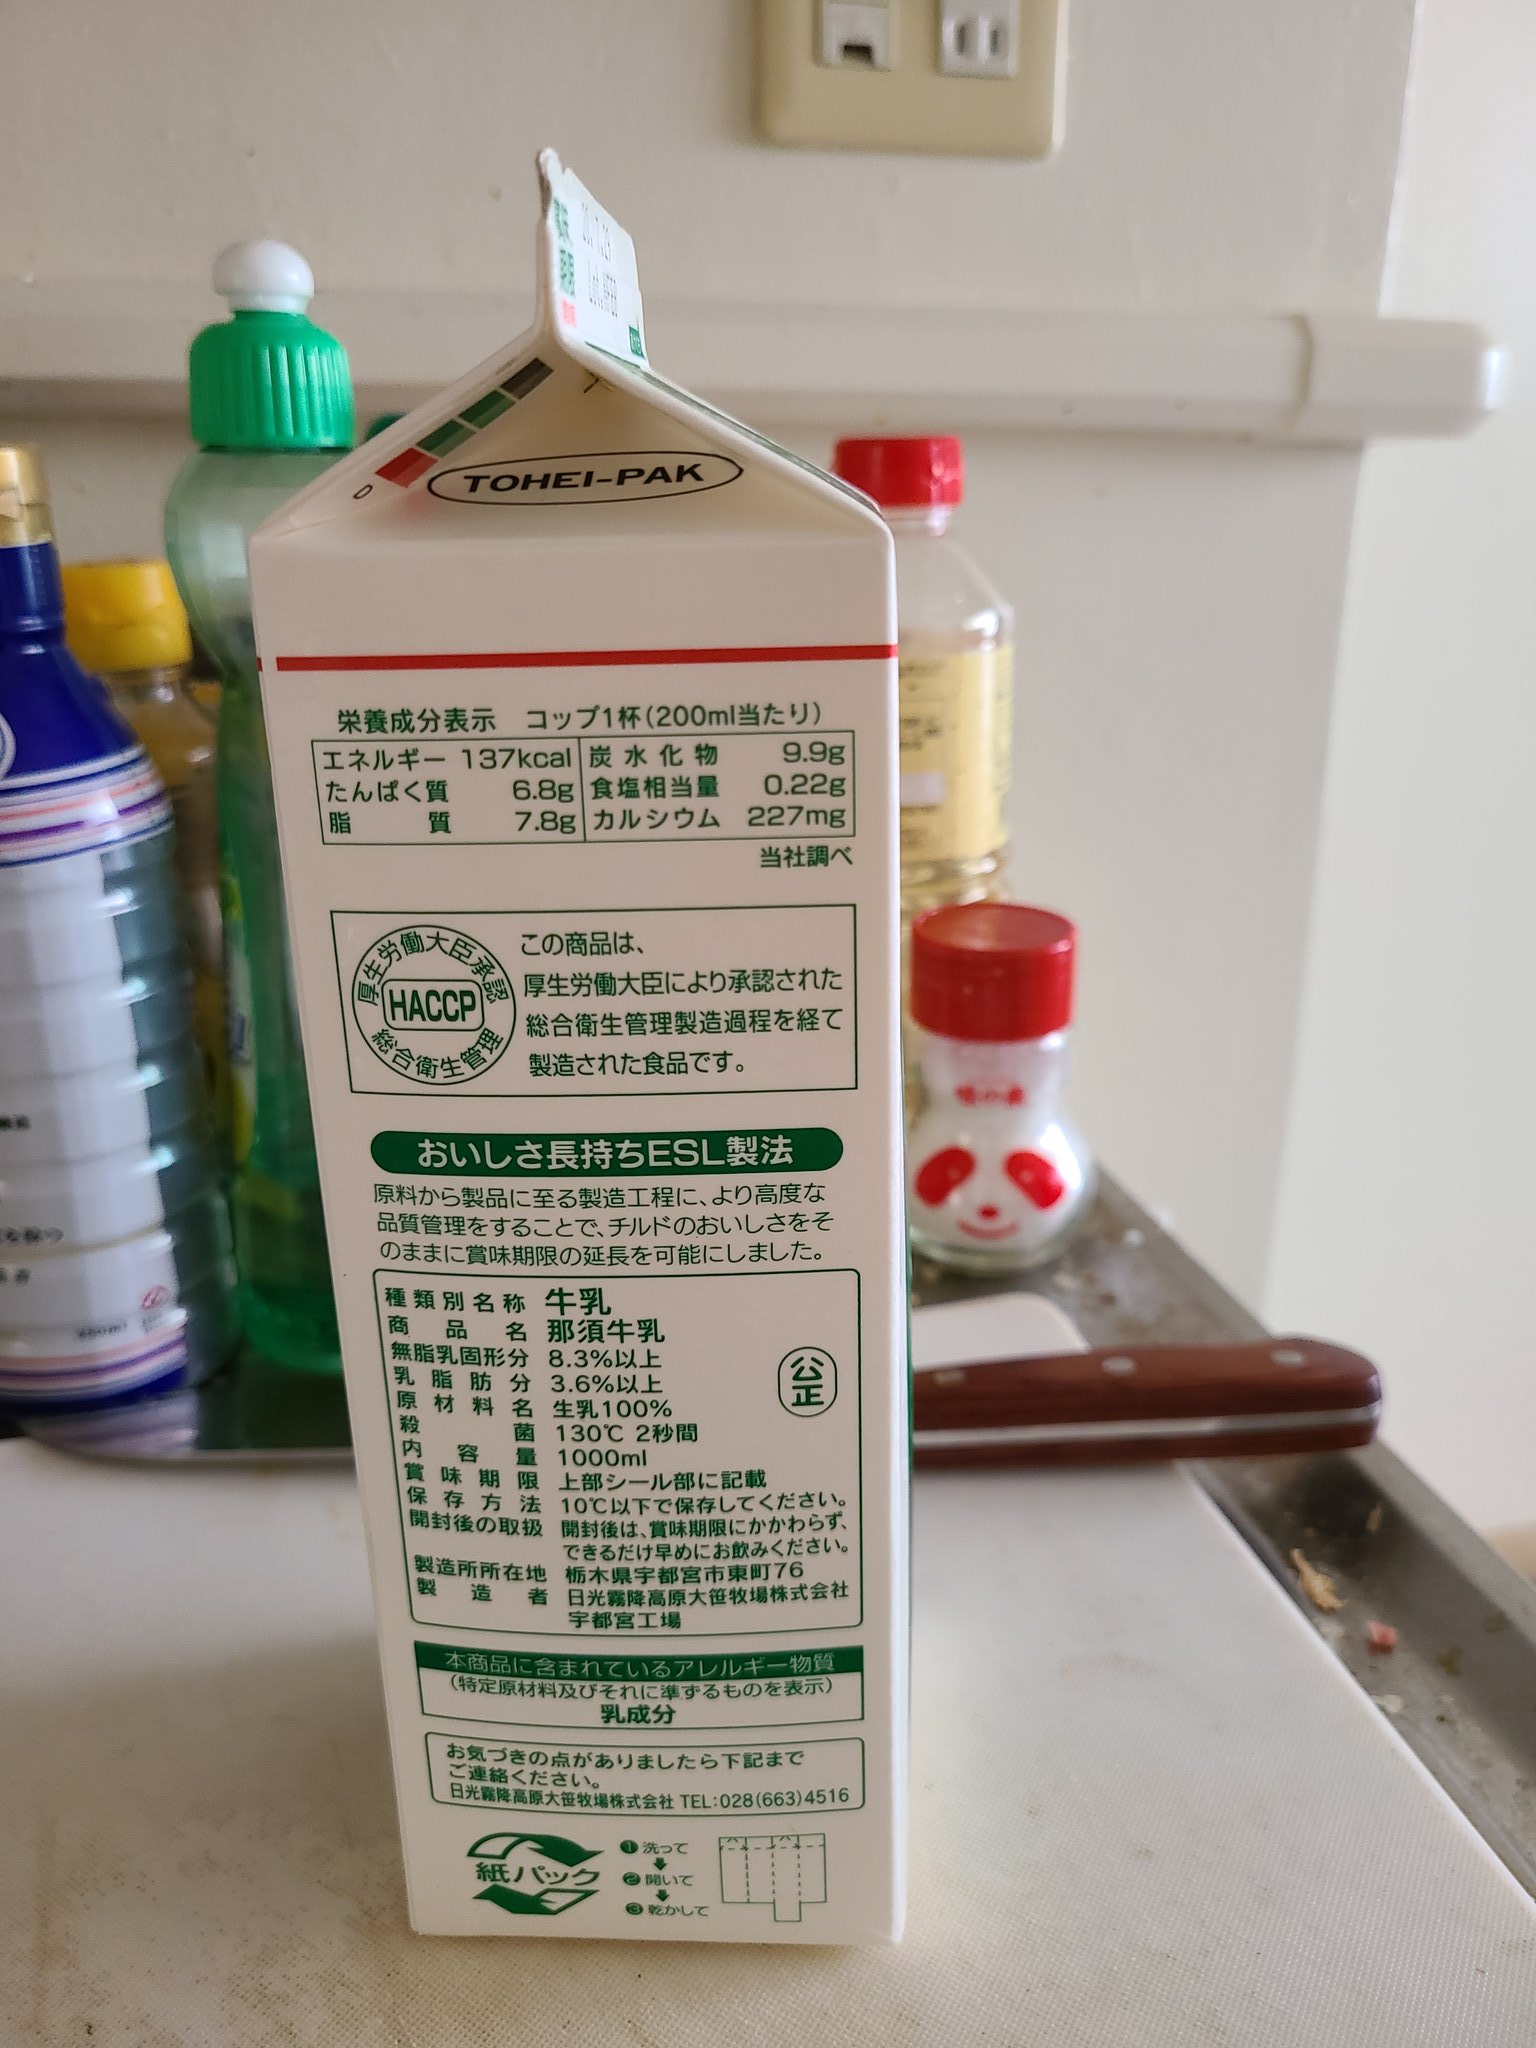 TOHEI-PAK
D
栄養成分表示 コップ1杯(200ml当たり)
エネルギー 137kcal 炭水化物 9.9g
たんぱく質 6.8g 食塩相当量 0.22g
脂質 7.8g カルシウム 227mg
当社調べ
厚生労働大臣承認
HACCP
総合衛生管理
この商品は、
厚生労働大臣により承認された
総合衛生管理製造過程を経て
製造された食品です。
おいしさ長持ちESL製法
原料から製品に至る製造工程に、より高度な
品質管理をすることで、チルドのおいしさをそ
のままに賞味期限の延長を可能にしました。
種類別名称 牛乳
商品名 那須牛乳
無脂乳固形分 8.3%以上
乳脂肪分 3.6%以上
原材料名 生乳100%
殺菌 130℃ 2秒間
内容量 1000ml
賞味期限 上部シール部に記載
保存方法 10℃以下で保存してください。
開封後の取扱 開封後は、賞味期限にかかわらず、
できるだけ早めにお飲みください。
製造所所在地 栃木県宇都宮市東町76
製造者 日光霧降高原大笹牧場株式会社
宇都宮工場
公正
本商品に含まれているアレルギー物質
(特定原材料及びそれに準ずるものを表示)
乳成分
お気づきの点がありましたら下記まで
ご連絡ください。
日光霧降高原大笹牧場株式会社 TEL:028(663)4516
紙パック
1 洗って
2 開いて
3 乾かして
味の素